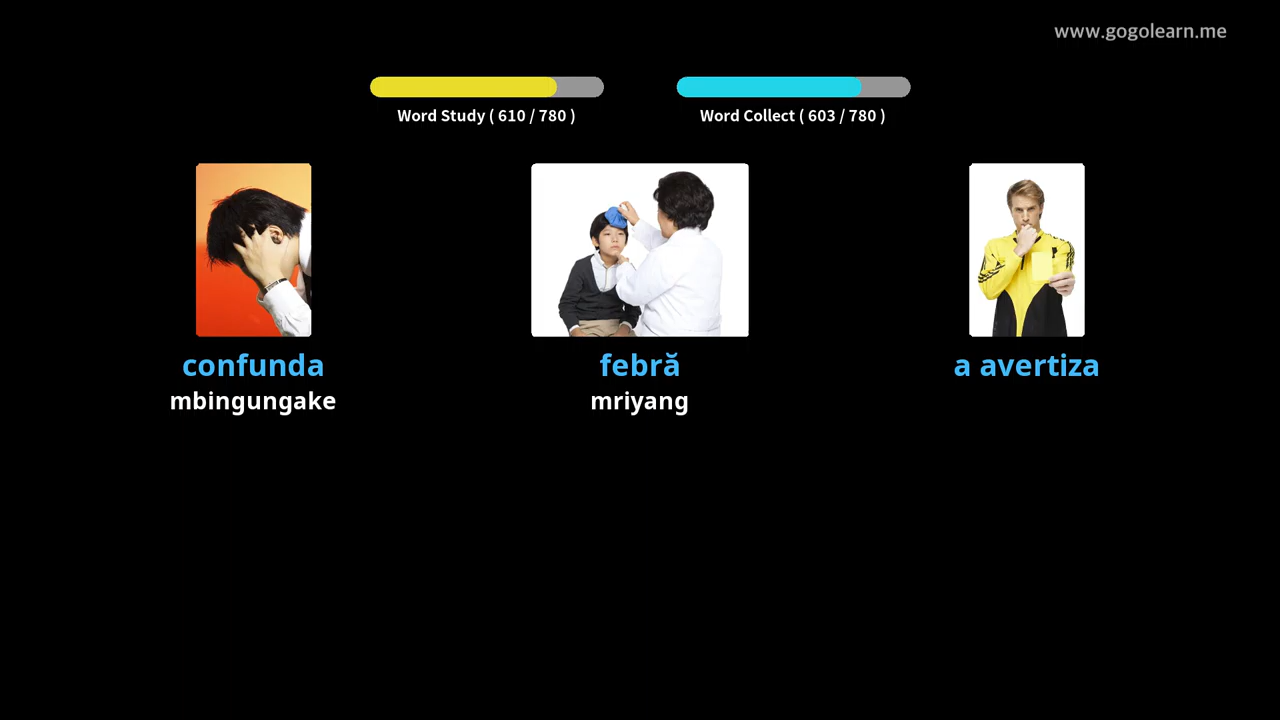 www.gogolearn.me
Word Study ( 610 / 780 )
Word Collect ( 603 / 780 )
confunda
mbingungake
febră
mriyang
a avertiza